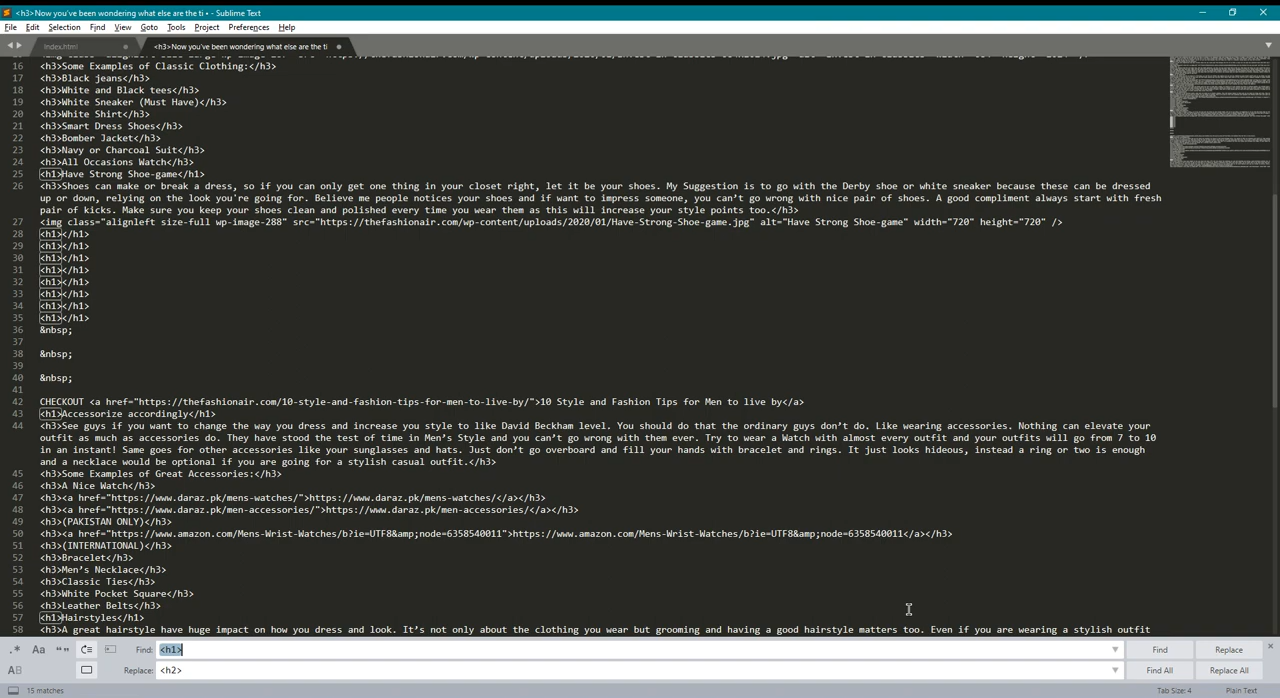 <h3>Now you've been wondering what else are the ti • - Sublime Text
File Edit Selection Find View Goto Tools Project Preferences Help
index.html <h3>Now you've been wondering what else are the ti
16 <h3>Some Examples of Classic Clothing:</h3>
17 <h3>Black jeans</h3>
18 <h3>White and Black tees</h3>
19 <h3>White Sneaker (Must Have)</h3>
20 <h3>White Shirt</h3>
21 <h3>Smart Dress Shoes</h3>
22 <h3>Bomber Jacket</h3>
23 <h3>Navy or Charcoal Suit</h3>
24 <h3>All Occasions Watch</h3>
25 <h1>Have Strong Shoe-game</h1>
26 <h3>Shoes can make or break a dress, so if you can only get one thing in your closet right, let it be your shoes. My Suggestion is to go with the Derby shoe or white sneaker because these can be dressed
up or down, relying on the look you're going for. Believe me people notices your shoes and if want to impress someone, you can't go wrong with nice pair of shoes. A good compliment always start with fresh
pair of kicks. Make sure you keep your shoes clean and polished every time you wear them as this will increase your style points too.</h3>
27 <img class="alignleft size-full wp-image-288" src="https://thefashionair.com/wp-content/uploads/2020/01/Have-Strong-Shoe-game.jpg" alt="Have Strong Shoe-game" width="720" height="720" />
28 <h1></h1>
29 <h1></h1>
30 <h1></h1>
31 <h1></h1>
32 <h1></h1>
33 <h1></h1>
34 <h1></h1>
35 <h1></h1>
36 &nbsp;
37
38 &nbsp;
39
40 &nbsp;
41
42 CHECKOUT <a href="https://thefashionair.com/10-style-and-fashion-tips-for-men-to-live-by/">10 Style and Fashion Tips for Men to live by</a>
43 <h1>Accessorize accordingly</h1>
44 <h3>See guys if you want to change the way you dress and increase you style to like David Beckham level. You should do that the ordinary guys don't do. Like wearing accessories. Nothing can elevate your
outfit as much as accessories do. They have stood the test of time in Men's Style and you can't go wrong with them ever. Try to wear a Watch with almost every outfit and your outfits will go from 7 to 10
in an instant! Same goes for other accessories like your sunglasses and hats. Just don't go overboard and fill your hands with bracelet and rings. It just looks hideous, instead a ring or two is enough
and a necklace would be optional if you are going for a stylish casual outfit.</h3>
45 <h3>Some Examples of Great Accessories:</h3>
46 <h3>A Nice Watch</h3>
47 <h3><a href="https://www.daraz.pk/mens-watches/">https://www.daraz.pk/mens-watches/</a></h3>
48 <h3><a href="https://www.daraz.pk/men-accessories/">https://www.daraz.pk/men-accessories/</a></h3>
49 <h3>(PAKISTAN ONLY)</h3>
50 <h3><a href="https://www.amazon.com/Mens-Wrist-Watches/b?ie=UTF8&amp;node=6358540011">https://www.amazon.com/Mens-Wrist-Watches/b?ie=UTF8&amp;node=6358540011</a></h3>
51 <h3>(INTERNATIONAL)</h3>
52 <h3>Bracelet</h3>
53 <h3>Men's Necklace</h3>
54 <h3>Classic Ties</h3>
55 <h3>White Pocket Square</h3>
56 <h3>Leather Belts</h3>
57 <h1>Hairstyles</h1>
58 <h3>A great hairstyle have huge impact on how you dress and look. It's not only about the clothing you wear but grooming and having a good hairstyle matters too. Even if you are wearing a stylish outfit
.* Aa “” Find: <h1> Find Replace
AB Replace: <h2> Find All Replace All
15 matches Tab Size: 4 Plain Text